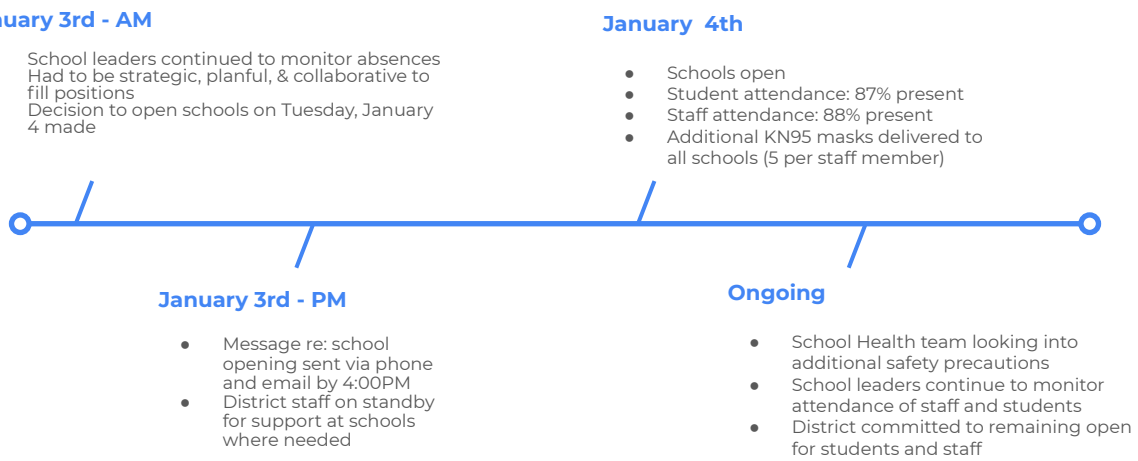 nuary 3rd - AM
School leaders continued to monitor absences
Had to be strategic, planful, & collaborative to
fill positions
Decision to open schools on Tuesday, January
4 made
January 4th
● Schools open
● Student attendance: 87% present
● Staff attendance: 88% present
● Additional KN95 masks delivered to
all schools (5 per staff member)
January 3rd - PM
● Message re: school
opening sent via phone
and email by 4:00PM
● District staff on standby
for support at schools
where needed
Ongoing
● School Health team looking into
additional safety precautions
● School leaders continue to monitor
attendance of staff and students
● District committed to remaining open
for students and staff